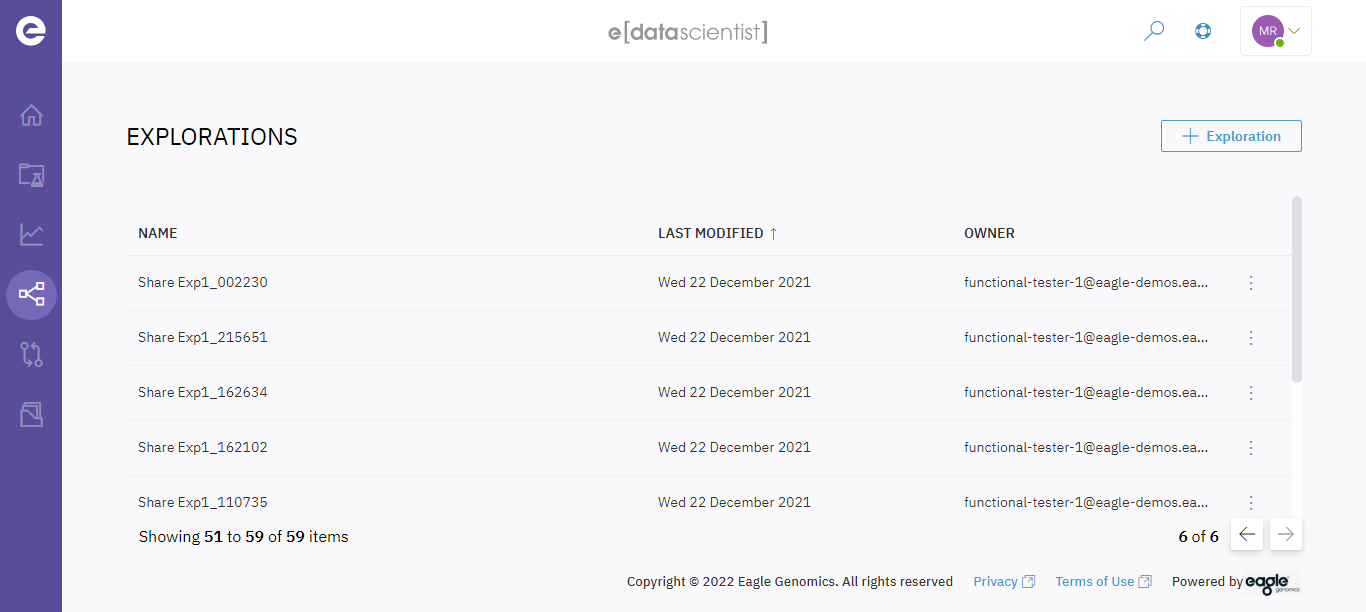 e[datascientist]
MR
EXPLORATIONS
Exploration
NAME LAST MODIFIED ↑ OWNER
Share Exp1_002230 Wed 22 December 2021 functional-tester-1@eagle-demos.ea...
Share Exp1_215651 Wed 22 December 2021 functional-tester-1@eagle-demos.ea...
Share Exp1_162634 Wed 22 December 2021 functional-tester-1@eagle-demos.ea...
Share Exp1_162102 Wed 22 December 2021 functional-tester-1@eagle-demos.ea...
Share Exp1_110735 Wed 22 December 2021 functional-tester-1@eagle-demos.ea...
Showing 51 to 59 of 59 items 6 of 6
Copyright © 2022 Eagle Genomics. All rights reserved Privacy Terms of Use Powered by eagle genomics